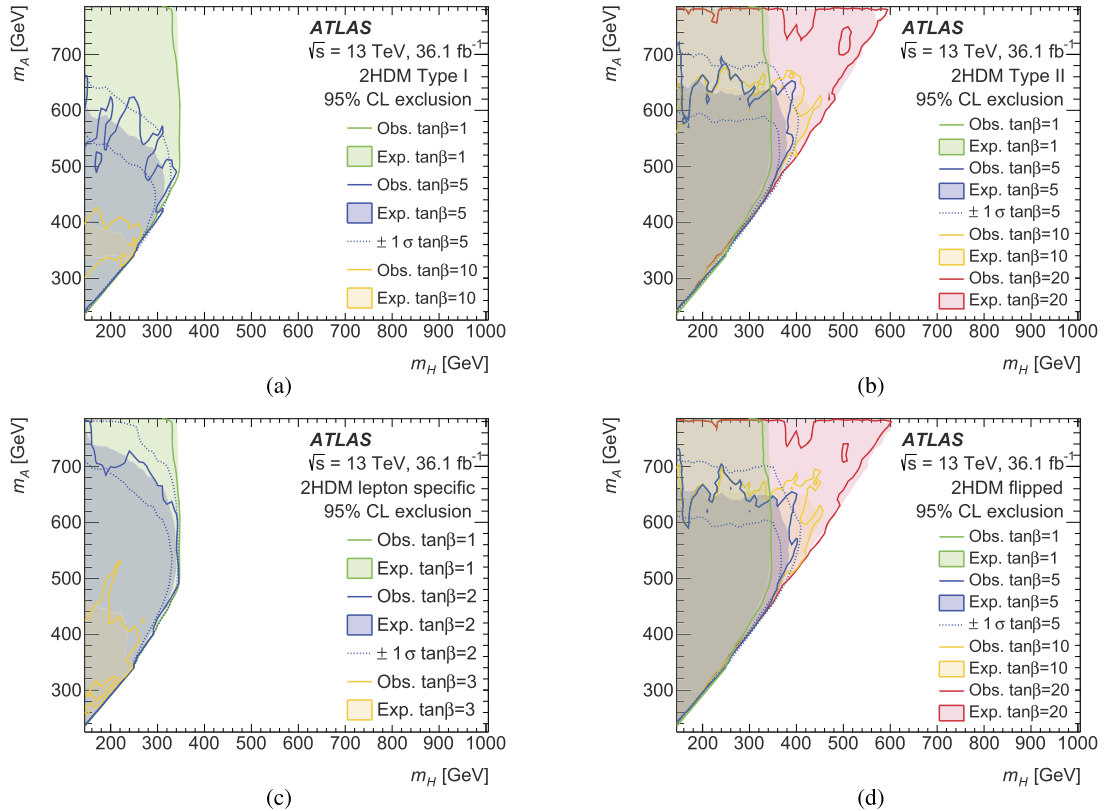 ATLAS
√s = 13 TeV, 36.1 fb⁻¹
2HDM Type I
95% CL exclusion
Obs. tanβ=1
Exp. tanβ=1
Obs. tanβ=5
Exp. tanβ=5
± 1 σ tanβ=5
Obs. tanβ=10
Exp. tanβ=10
m_A [GeV]
700
600
500
400
300
200 300 400 500 600 700 800 900 1000
m_H [GeV]
(a)
ATLAS
√s = 13 TeV, 36.1 fb⁻¹
2HDM Type II
95% CL exclusion
Obs. tanβ=1
Exp. tanβ=1
Obs. tanβ=5
Exp. tanβ=5
± 1 σ tanβ=5
Obs. tanβ=10
Exp. tanβ=10
Obs. tanβ=20
Exp. tanβ=20
m_A [GeV]
700
600
500
400
300
200 300 400 500 600 700 800 900 1000
m_H [GeV]
(b)
ATLAS
√s = 13 TeV, 36.1 fb⁻¹
2HDM lepton specific
95% CL exclusion
Obs. tanβ=1
Exp. tanβ=1
Obs. tanβ=2
Exp. tanβ=2
± 1 σ tanβ=2
Obs. tanβ=3
Exp. tanβ=3
m_A [GeV]
700
600
500
400
300
200 300 400 500 600 700 800 900 1000
m_H [GeV]
(c)
ATLAS
√s = 13 TeV, 36.1 fb⁻¹
2HDM flipped
95% CL exclusion
Obs. tanβ=1
Exp. tanβ=1
Obs. tanβ=5
Exp. tanβ=5
± 1 σ tanβ=5
Obs. tanβ=10
Exp. tanβ=10
Obs. tanβ=20
Exp. tanβ=20
m_A [GeV]
700
600
500
400
300
200 300 400 500 600 700 800 900 1000
m_H [GeV]
(d)